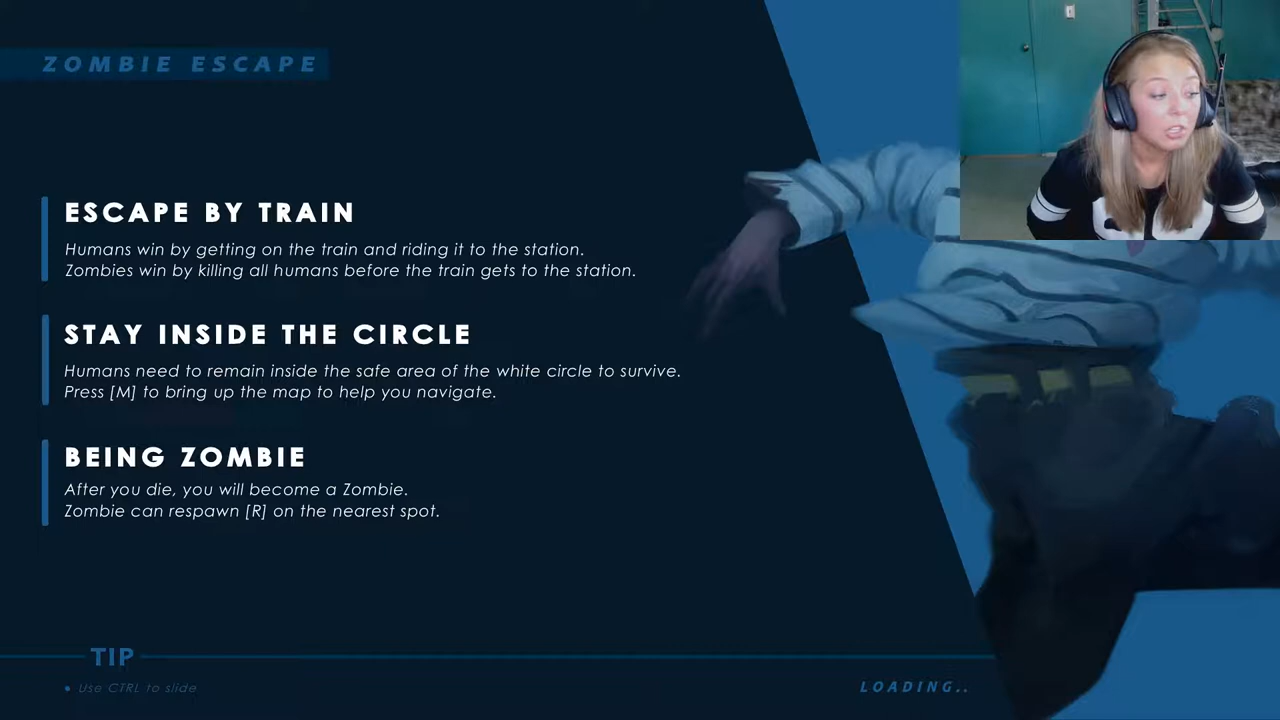 ZOMBIE ESCAPE
ESCAPE BY TRAIN
Humans win by getting on the train and riding it to the station.
Zombies win by killing all humans before the train gets to the station.
STAY INSIDE THE CIRCLE
Humans need to remain inside the safe area of the white circle to survive.
Press [M] to bring up the map to help you navigate.
BEING ZOMBIE
After you die, you will become a Zombie.
Zombie can respawn [R] on the nearest spot.
TIP
• Use CTRL to slide
LOADING..